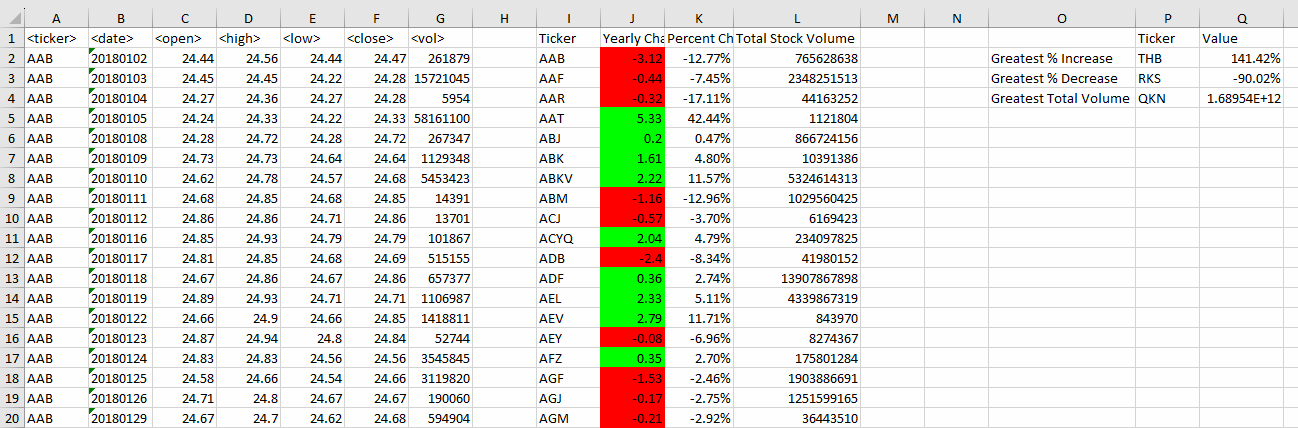 A B C D E F G H I J K L M N O P Q
1 <ticker> <date> <open> <high> <low> <close> <vol> Ticker Yearly Cha Percent Ch Total Stock Volume Ticker Value
2 AAB 20180102 24.44 24.56 24.44 24.47 261879 AAB -3.12 -12.77% 765628638 Greatest % Increase THB 141.42%
3 AAB 20180103 24.45 24.45 24.22 24.28 15721045 AAF -0.44 -7.45% 2348251513 Greatest % Decrease RKS -90.02%
4 AAB 20180104 24.27 24.36 24.27 24.28 5954 AAR -0.32 -17.11% 44163252 Greatest Total Volume QKN 1.68954E+12
5 AAB 20180105 24.24 24.33 24.22 24.33 58161100 AAT 5.33 42.44% 1121804
6 AAB 20180108 24.28 24.72 24.28 24.72 267347 ABJ 0.2 0.47% 866724156
7 AAB 20180109 24.73 24.73 24.64 24.64 1129348 ABK 1.61 4.80% 10391386
8 AAB 20180110 24.62 24.78 24.57 24.68 5453423 ABKV 2.22 11.57% 5324614313
9 AAB 20180111 24.68 24.85 24.68 24.85 14391 ABM -1.16 -12.96% 1029560425
10 AAB 20180112 24.86 24.86 24.71 24.86 13701 ACJ -0.57 -3.70% 6169423
11 AAB 20180116 24.85 24.93 24.79 24.79 101867 ACYQ 2.04 4.79% 234097825
12 AAB 20180117 24.81 24.85 24.68 24.69 515155 ADB -2.4 -8.34% 41980152
13 AAB 20180118 24.67 24.86 24.67 24.86 657377 ADF 0.36 2.74% 13907867898
14 AAB 20180119 24.89 24.93 24.71 24.71 1106987 AEL 2.33 5.11% 4339867319
15 AAB 20180122 24.66 24.9 24.66 24.85 1418811 AEV 2.79 11.71% 843970
16 AAB 20180123 24.87 24.94 24.8 24.84 52744 AEY -0.08 -6.96% 8274367
17 AAB 20180124 24.83 24.83 24.56 24.56 3545845 AFZ 0.35 2.70% 175801284
18 AAB 20180125 24.58 24.66 24.54 24.66 3119820 AGF -1.53 -2.46% 1903886691
19 AAB 20180126 24.71 24.8 24.67 24.67 190060 AGJ -0.17 -2.75% 1251599165
20 AAB 20180129 24.67 24.7 24.62 24.68 594904 AGM -0.21 -2.92% 36443510